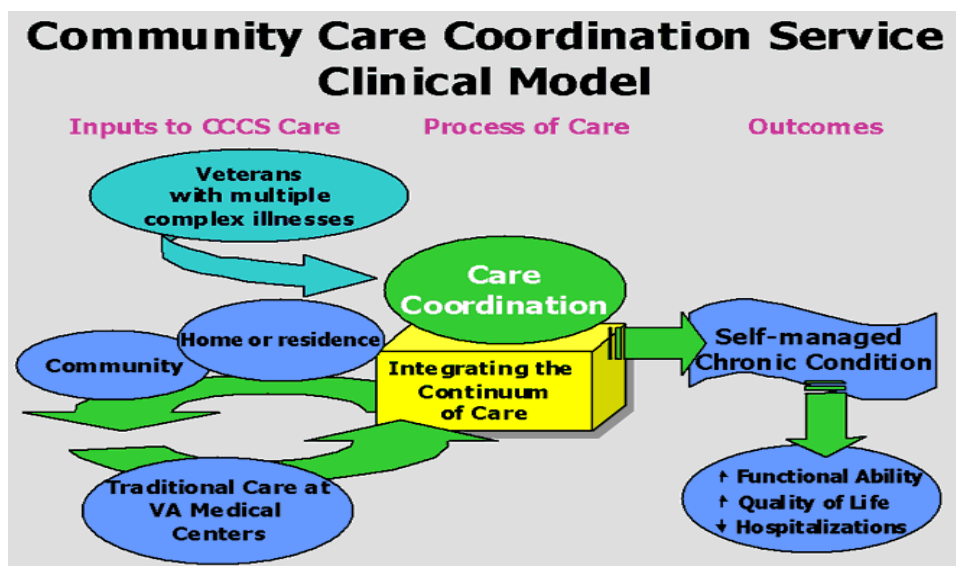 Community Care Coordination Service
Clinical Model
Inputs to CCCS Care
Process of Care
Outcomes
Veterans
with multiple
complex illnesses
Care
Coordination
Home or residence
Community
Integrating the
Continuum
of Care
Self-managed
Chronic Condition
Traditional Care at
VA Medical
Centers
↑ Functional Ability
↑ Quality of Life
↓ Hospitalizations